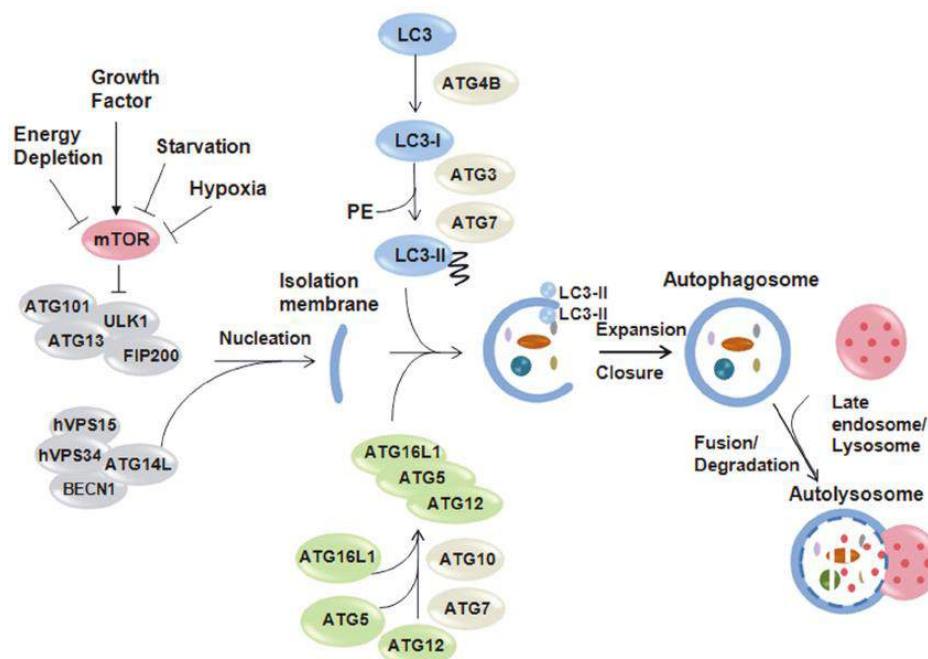 LC3
ATG4B
Growth
Factor
Energy
Depletion
Starvation
Hypoxia
LC3-I
ATG3
PE
ATG7
mTOR
LC3-II
Isolation
membrane
ATG101
ULK1
ATG13
FIP200
Nucleation
LC3-II
LC3-II
Expansion
Closure
Autophagosome
hVPS15
hVPS34
ATG14L
BECN1
ATG16L1
ATG5
ATG12
Late
endosome/
Lysosome
Fusion/
Degradation
Autolysosome
ATG16L1
ATG10
ATG5
ATG7
ATG12